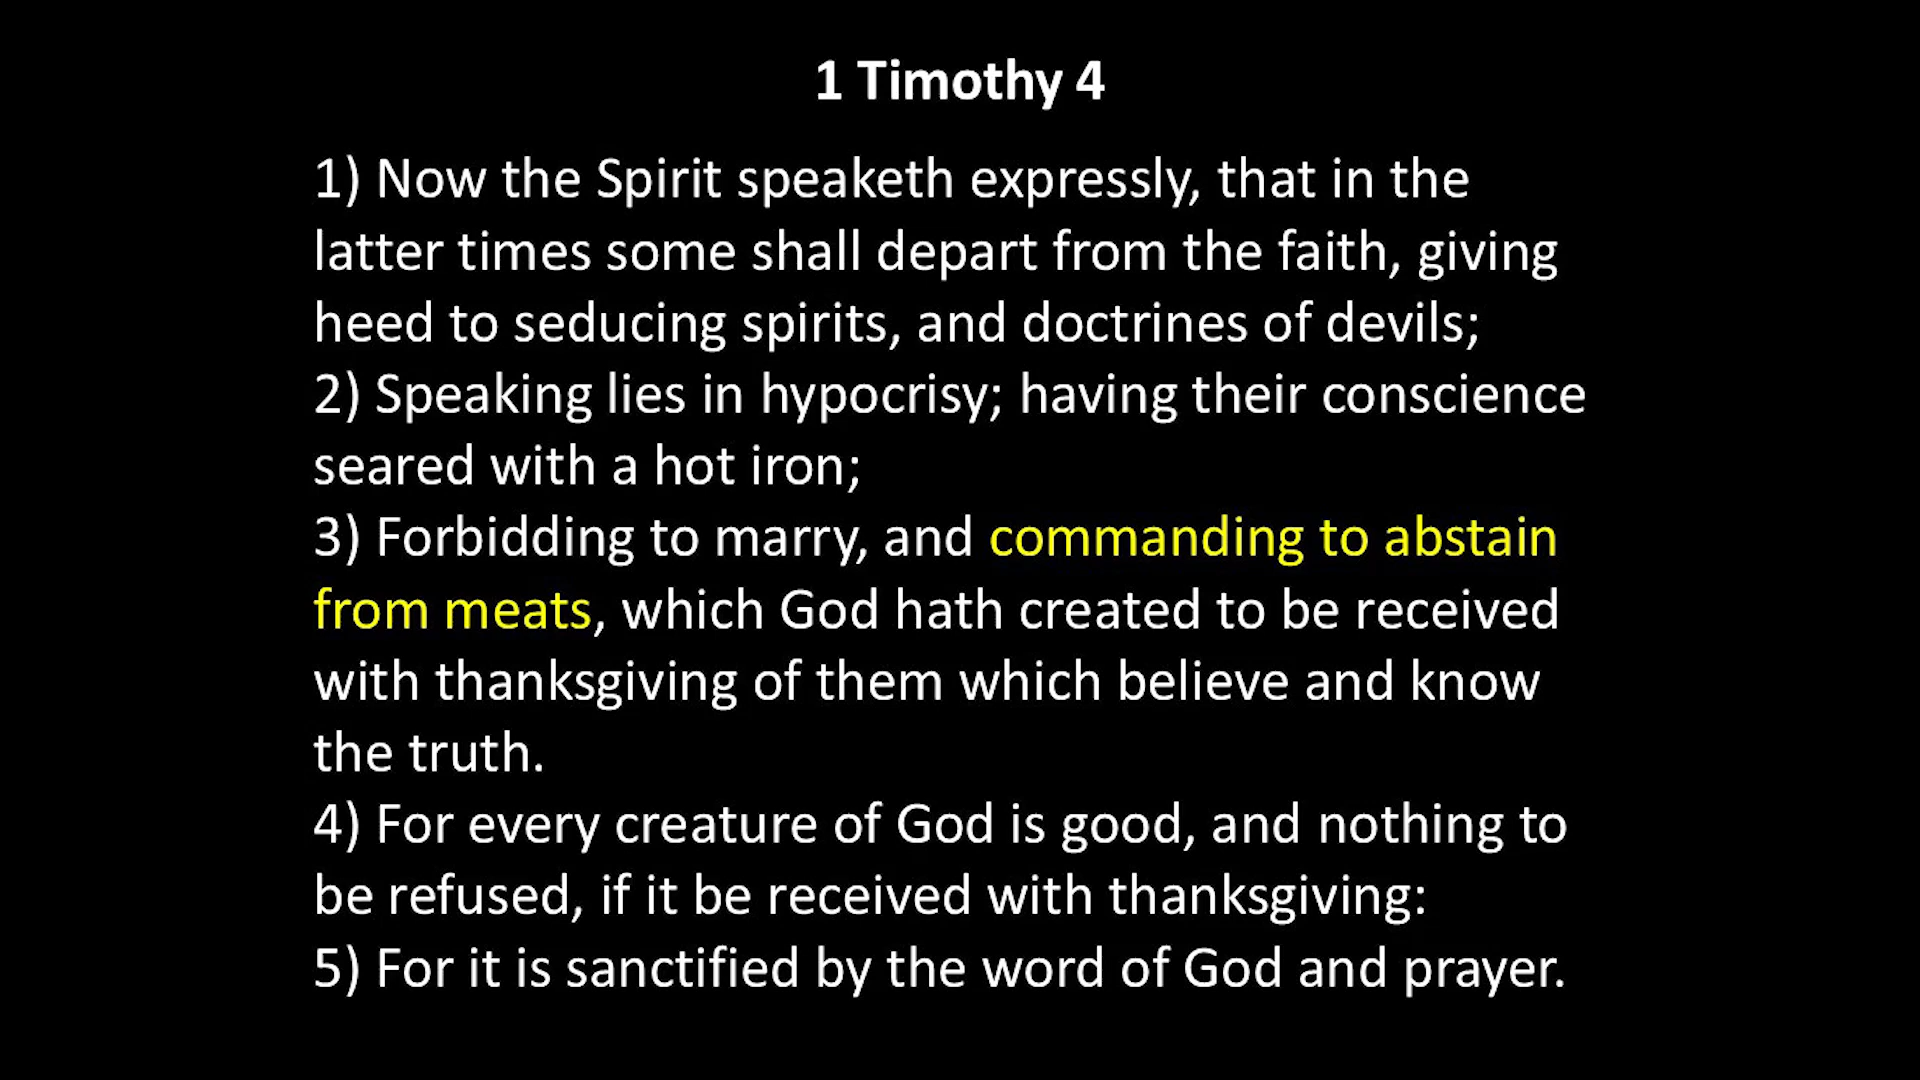 1 Timothy 4
1) Now the Spirit speaketh expressly, that in the
latter times some shall depart from the faith, giving
heed to seducing spirits, and doctrines of devils;
2) Speaking lies in hypocrisy; having their conscience
seared with a hot iron;
3) Forbidding to marry, and commanding to abstain
from meats, which God hath created to be received
with thanksgiving of them which believe and know
the truth.
4) For every creature of God is good, and nothing to
be refused, if it be received with thanksgiving:
5) For it is sanctified by the word of God and prayer.